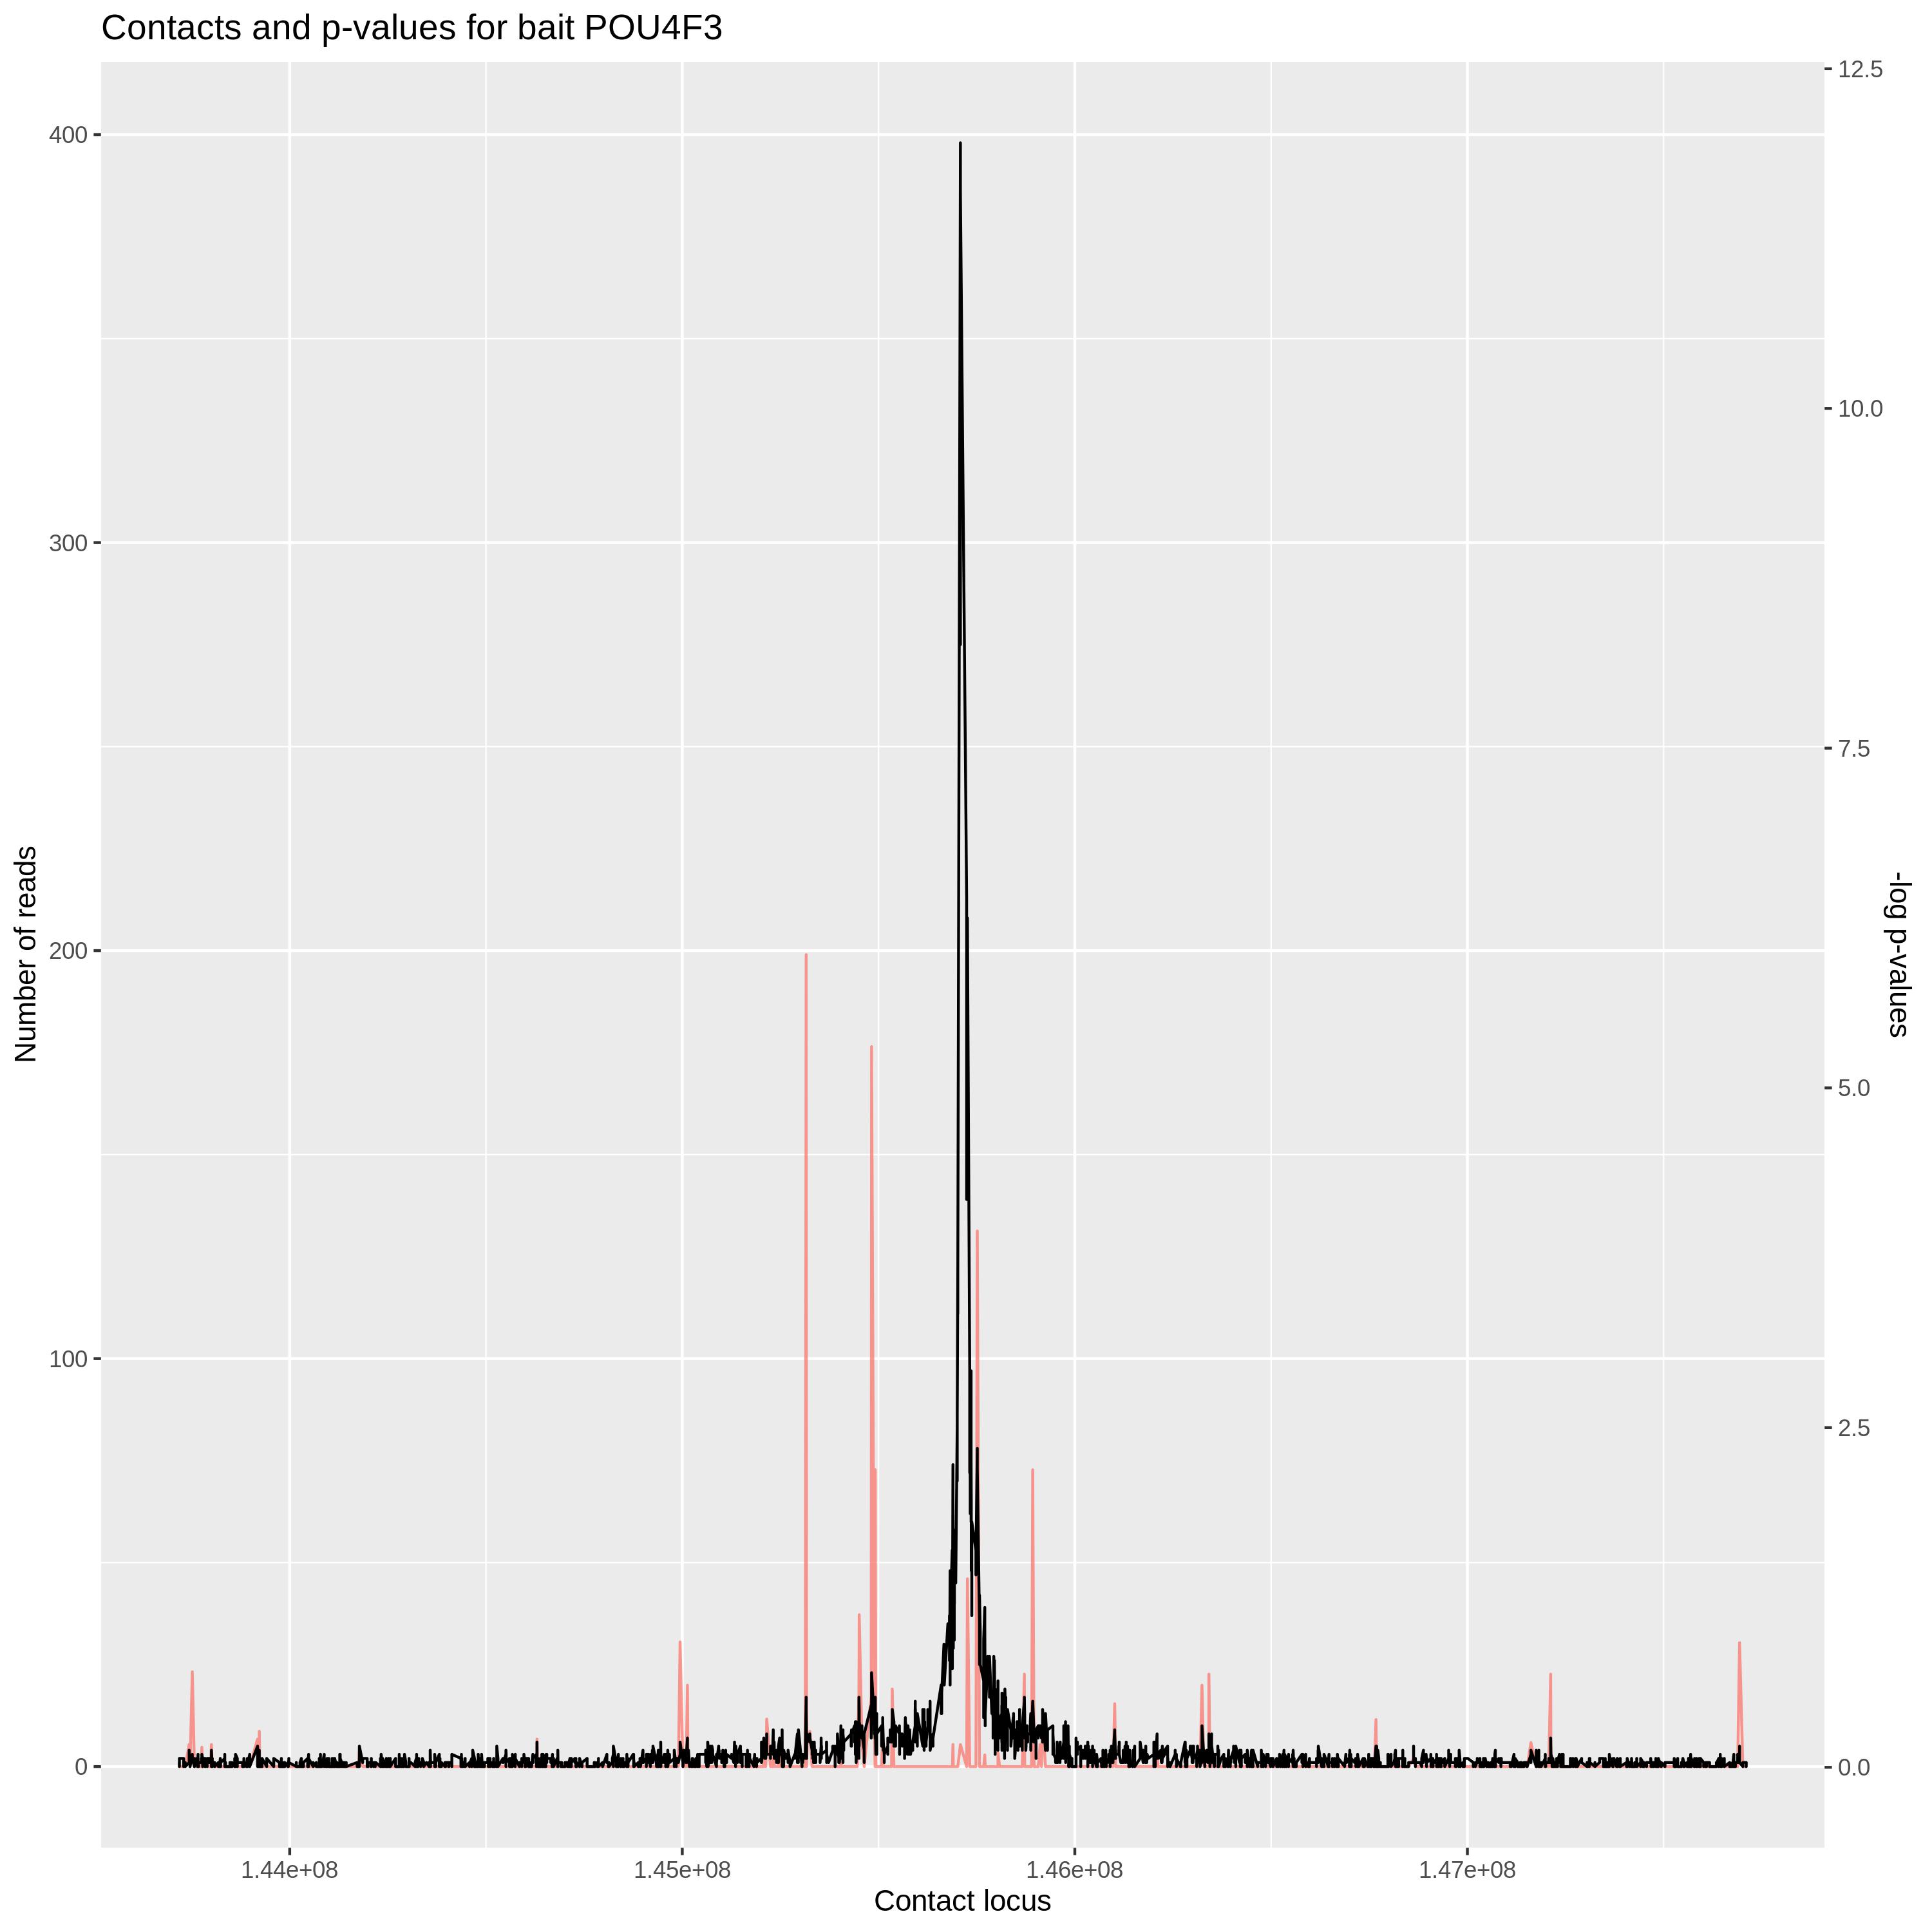 Contacts and p-values for bait POU4F3
12.5
400
10.0
300
7.5
200
5.0
100
2.5
0
0.0
Number of reads
-log p-values
1.44e+08
1.45e+08
1.46e+08
1.47e+08
Contact locus